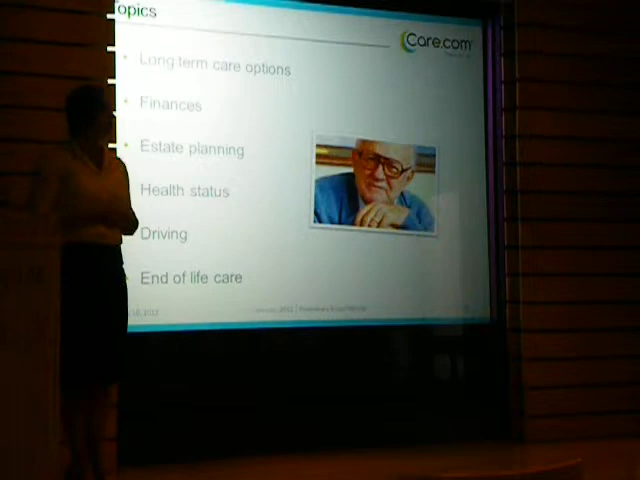 opics
Care.com
Long term care options
Finances
Estate planning
Health status
Driving
End of life care